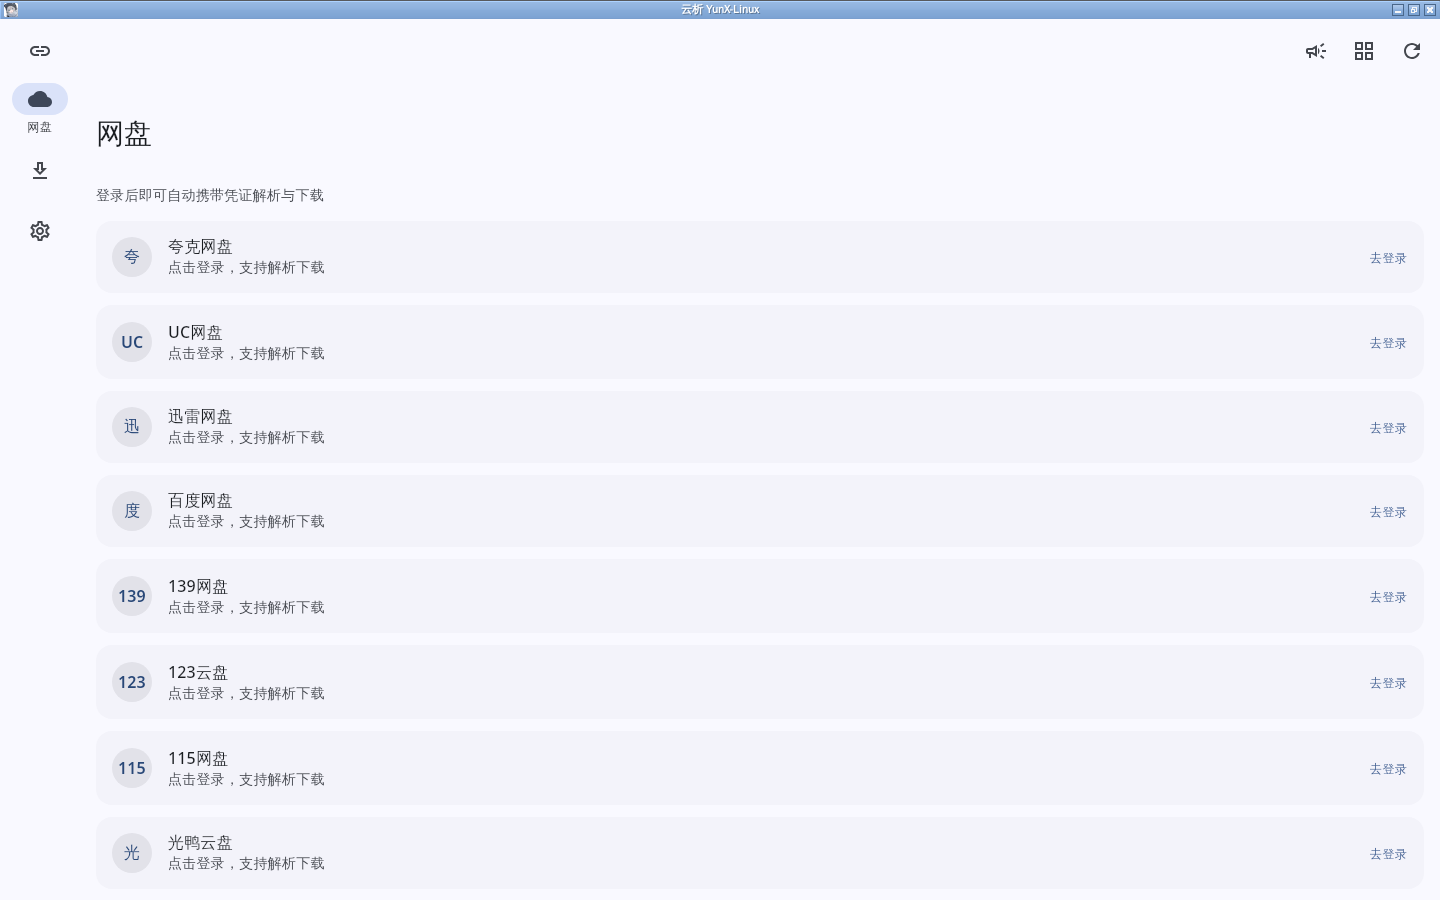 云析 YunX-Linux
网盘
网盘
登录后即可自动携带凭证解析与下载
夸
夸克网盘
点击登录，支持解析下载
去登录
UC
UC网盘
点击登录，支持解析下载
去登录
迅
迅雷网盘
点击登录，支持解析下载
去登录
度
百度网盘
点击登录，支持解析下载
去登录
139
139网盘
点击登录，支持解析下载
去登录
123
123云盘
点击登录，支持解析下载
去登录
115
115网盘
点击登录，支持解析下载
去登录
光
光鸭云盘
点击登录，支持解析下载
去登录